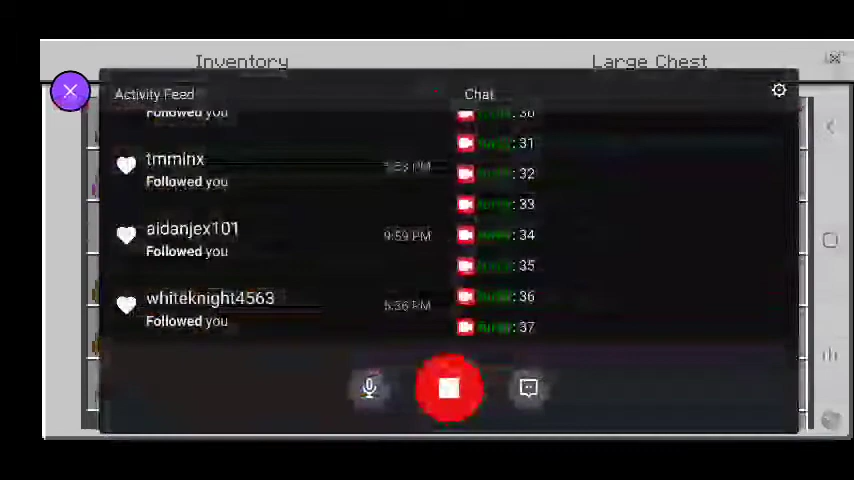 Inventory
Large Chest
Activity Feed
Followed you
tmminx
Followed you
aidanjex101
9:59 PM
Followed you
whiteknight4563
5:36 PM
Followed you
Chat
: 30
: 31
: 32
: 33
: 34
: 35
: 36
: 37